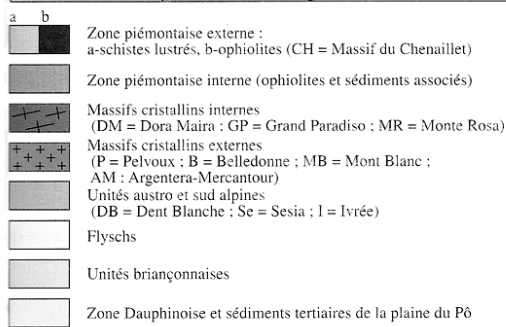 a b
Zone piémontaise externe :
a-schistes lustrés, b-ophiolites (CH = Massif du Chenaillet)
Zone piémontaise interne (ophiolites et sédiments associés)
Massifs cristallins internes
(DM = Dora Maira ; GP = Grand Paradiso ; MR = Monte Rosa)
Massifs cristallins externes
(P = Pelvoux ; B = Belledonne ; MB = Mont Blanc ;
AM : Argentera-Mercantour)
Unités austro et sud alpines
(DB = Dent Blanche ; Se = Sesia ; I = Ivrée)
Flyschs
Unités briançonnaises
Zone Dauphinoise et sédiments tertiaires de la plaine du Pô